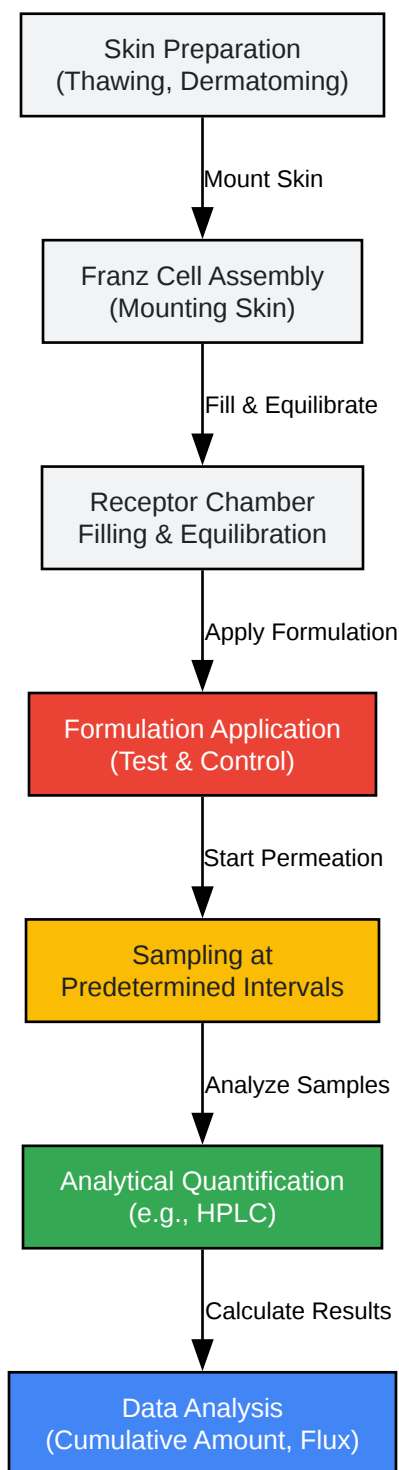 Skin Preparation
(Thawing, Dermatoming)
Mount Skin
Franz Cell Assembly
(Mounting Skin)
Fill & Equilibrate
Receptor Chamber
Filling & Equilibration
Apply Formulation
Formulation Application
(Test & Control)
Start Permeation
Sampling at
Predetermined Intervals
Analyze Samples
Analytical Quantification
(e.g., HPLC)
Calculate Results
Data Analysis
(Cumulative Amount, Flux)